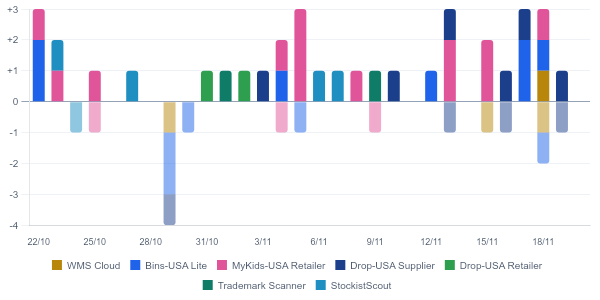 +3
+2
+1
0
-1
-2
-3
-4
22/10 25/10 28/10 31/10 3/11 6/11 9/11 12/11 15/11 18/11
WMS Cloud Bins-USA Lite MyKids-USA Retailer Drop-USA Supplier Drop-USA Retailer
Trademark Scanner StockistScout